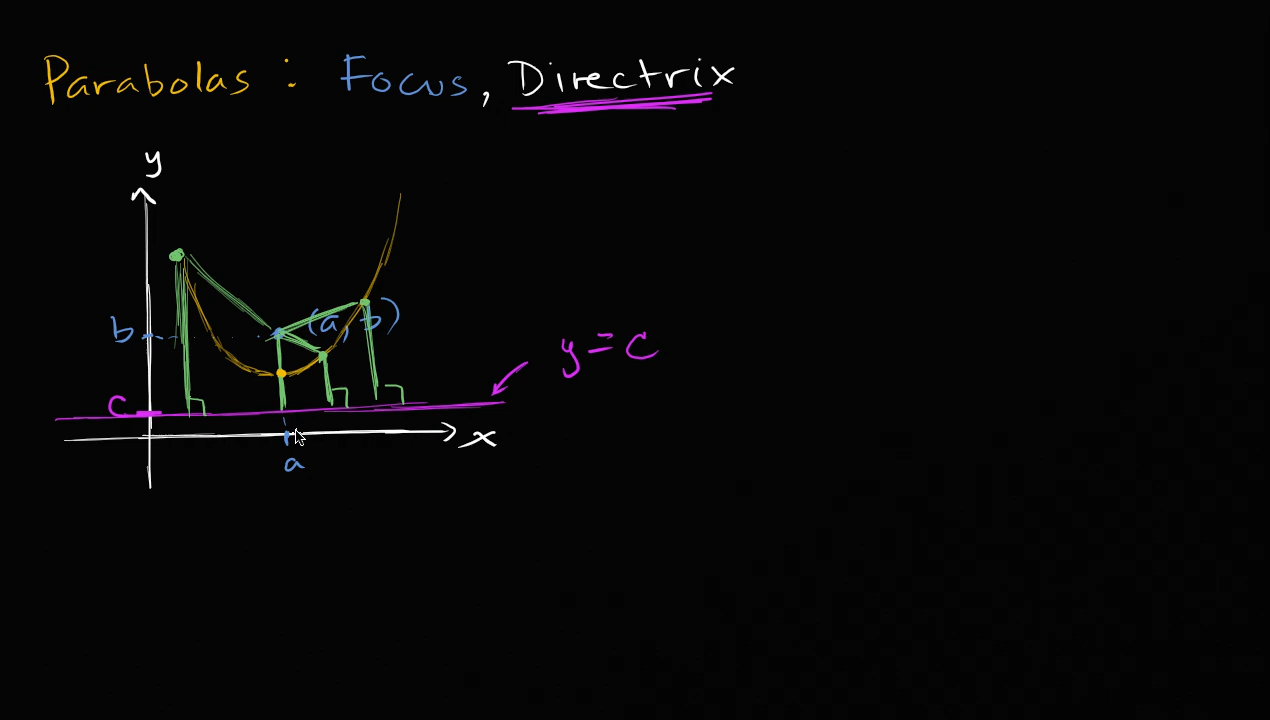 Parabolas : Focus, Directrix
y
b
(a, b)
y = c
c
x
a